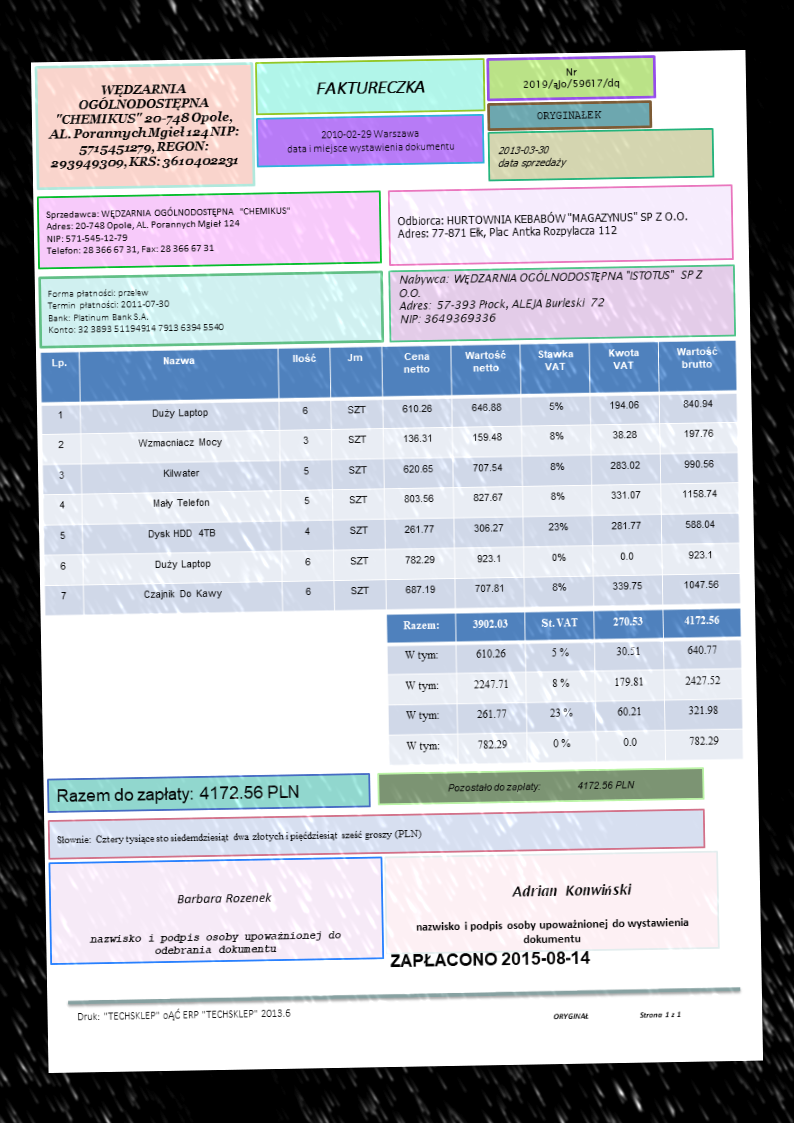 WĘDZARNIA
OGÓLNODOSTĘPNA
"CHEMIKUS" 20-748 Opole,
AL. Porannych Mgieł 124 NIP:
5715451279, REGON:
293949309, KRS: 3610402231
FAKTURECZKA
2010-02-29 Warszawa
data i miejsce wystawienia dokumentu
Nr
2019/ąJo/59617/dq
ORYGINAŁEK
2013-03-30
data sprzedaży
Sprzedawca: WĘDZARNIA OGÓLNODOSTĘPNA "CHEMIKUS"
Adres: 20-748 Opole, AL. Porannych Mgieł 124
NIP: 571-545-12-79
Telefon: 28 366 67 31, Fax: 28 366 67 31
Odbiorca: HURTOWNIA KEBABÓW "MAGAZYNUS" SP Z O.O.
Adres: 77-871 Ełk, Plac Antka Rozpylacza 112
Forma płatności: przelew
Termin płatności: 2011-07-30
Bank: Platinum Bank S.A.
Konto: 32 3893 5119 4914 7913 6394 5540
Nabywca: WĘDZARNIA OGÓLNODOSTĘPNA "ISTOTUS" SP Z
O.O.
Adres: 57-393 Płock, ALEJA Burleski 72
NIP: 3649369336
Lp. Nazwa Ilość Jm Cena netto Wartość netto Stawka VAT Kwota VAT Wartość brutto
1 Duży Laptop 6 SZT 610.26 646.88 5% 194.06 840.94
2 Wzmacniacz Mocy 3 SZT 136.31 159.48 8% 38.28 197.76
3 Kilwater 5 SZT 620.65 707.54 8% 283.02 990.56
4 Mały Telefon 5 SZT 803.56 827.67 8% 331.07 1158.74
5 Dysk HDD 4TB 4 SZT 261.77 306.27 23% 281.77 588.04
6 Duży Laptop 6 SZT 782.29 923.1 0% 0.0 923.1
7 Czajnik Do Kawy 6 SZT 687.19 707.81 8% 339.75 1047.56
Razem: 3902.03 St.VAT 270.53 4172.56
W tym: 610.26 5 % 30.51 640.77
W tym: 2247.71 8 % 179.81 2427.52
W tym: 261.77 23 % 60.21 321.98
W tym: 782.29 0 % 0.0 782.29
Razem do zapłaty: 4172.56 PLN
Pozostało do zapłaty: 4172.56 PLN
Słownie: Cztery tysiące sto siedemdziesiąt dwa złotych i pięćdziesiąt sześć groszy (PLN)
Barbara Rozenek
nazwisko i podpis osoby upoważnionej do
odebrania dokumentu
Adrian Konwiński
nazwisko i podpis osoby upoważnionej do wystawienia
dokumentu
ZAPŁACONO 2015-08-14
Druk: "TECHSKLEP" oĄĆ ERP "TECHSKLEP" 2013.6
ORYGINAŁ
Strona 1 z 1